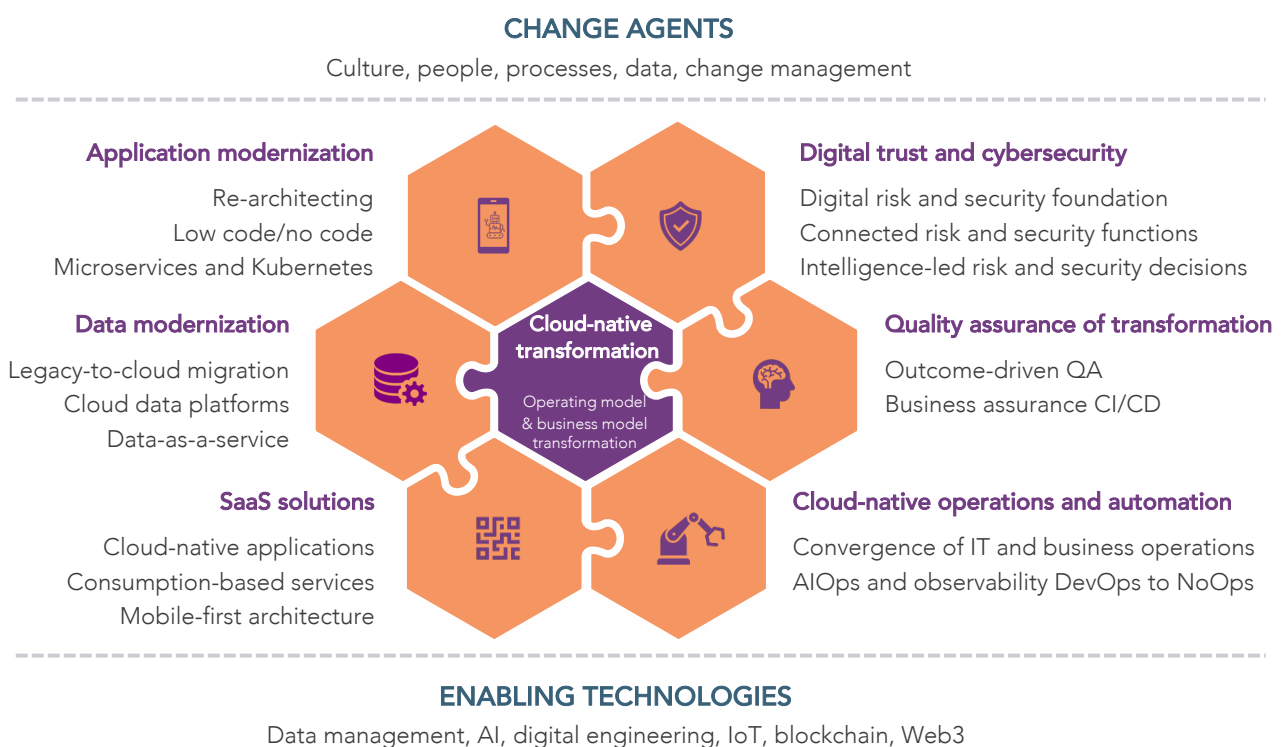 CHANGE AGENTS
Culture, people, processes, data, change management
Application modernization
Re-architecting
Low code/no code
Microservices and Kubernetes
Digital trust and cybersecurity
Digital risk and security foundation
Connected risk and security functions
Intelligence-led risk and security decisions
Data modernization
Legacy-to-cloud migration
Cloud data platforms
Data-as-a-service
Cloud-native
transformation
Operating model
& business model
transformation
Quality assurance of transformation
Outcome-driven QA
Business assurance CI/CD
SaaS solutions
Cloud-native applications
Consumption-based services
Mobile-first architecture
Cloud-native operations and automation
Convergence of IT and business operations
AIOps and observability DevOps to NoOps
ENABLING TECHNOLOGIES
Data management, AI, digital engineering, IoT, blockchain, Web3